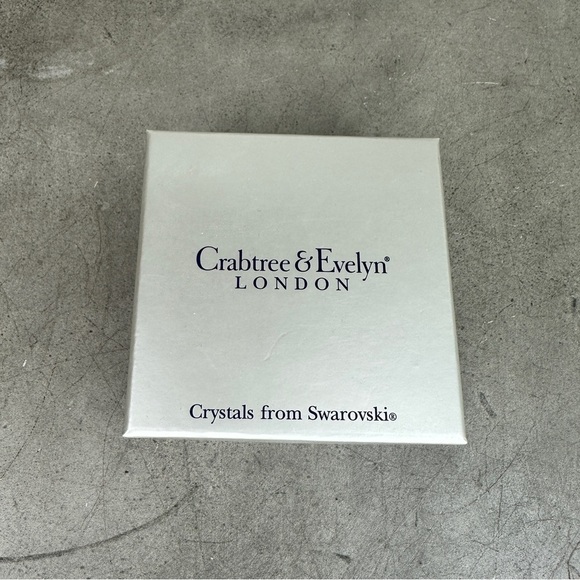 Crabtree & Evelyn®
LONDON
Crystals from Swarovski®